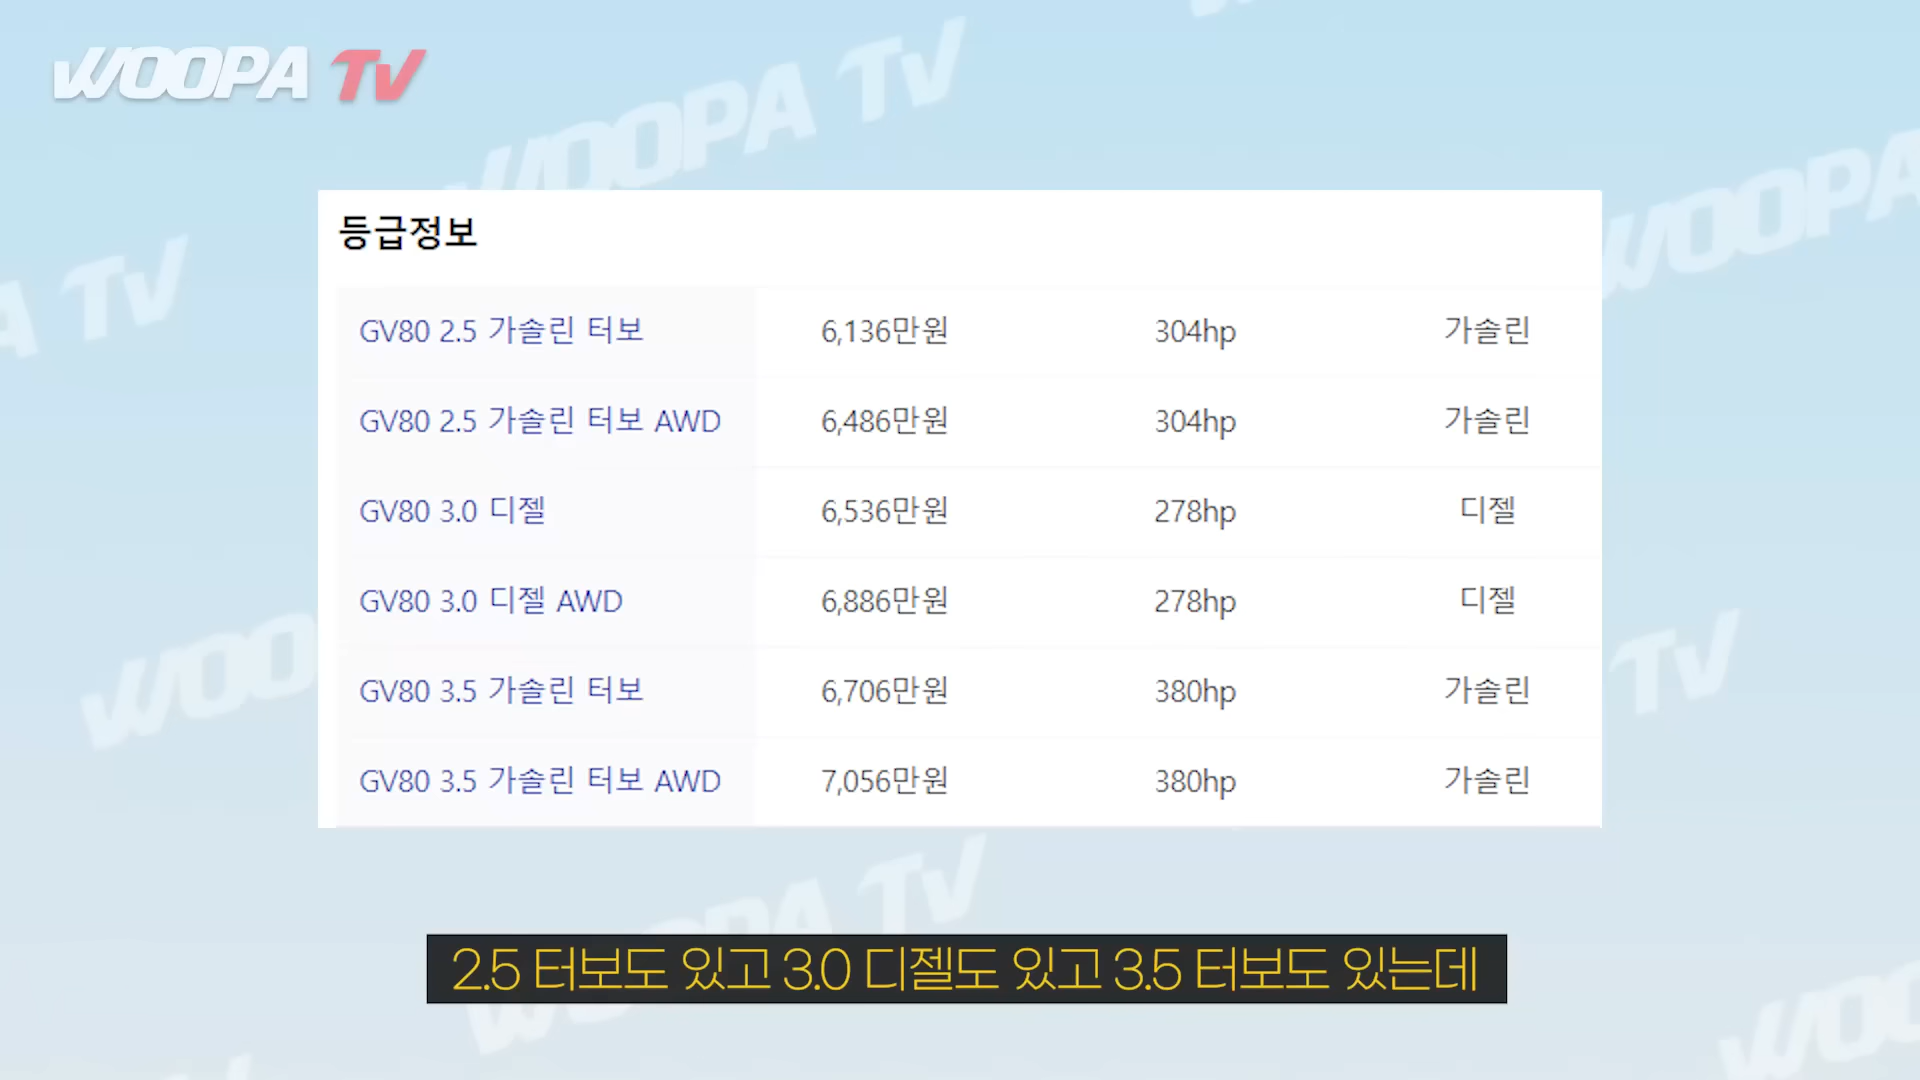 WOOPA TV
등급정보
GV80 2.5 가솔린 터보 6,136만원 304hp 가솔린
GV80 2.5 가솔린 터보 AWD 6,486만원 304hp 가솔린
GV80 3.0 디젤 6,536만원 278hp 디젤
GV80 3.0 디젤 AWD 6,886만원 278hp 디젤
GV80 3.5 가솔린 터보 6,706만원 380hp 가솔린
GV80 3.5 가솔린 터보 AWD 7,056만원 380hp 가솔린
2.5 터보도 있고 3.0 디젤도 있고 3.5 터보도 있는데